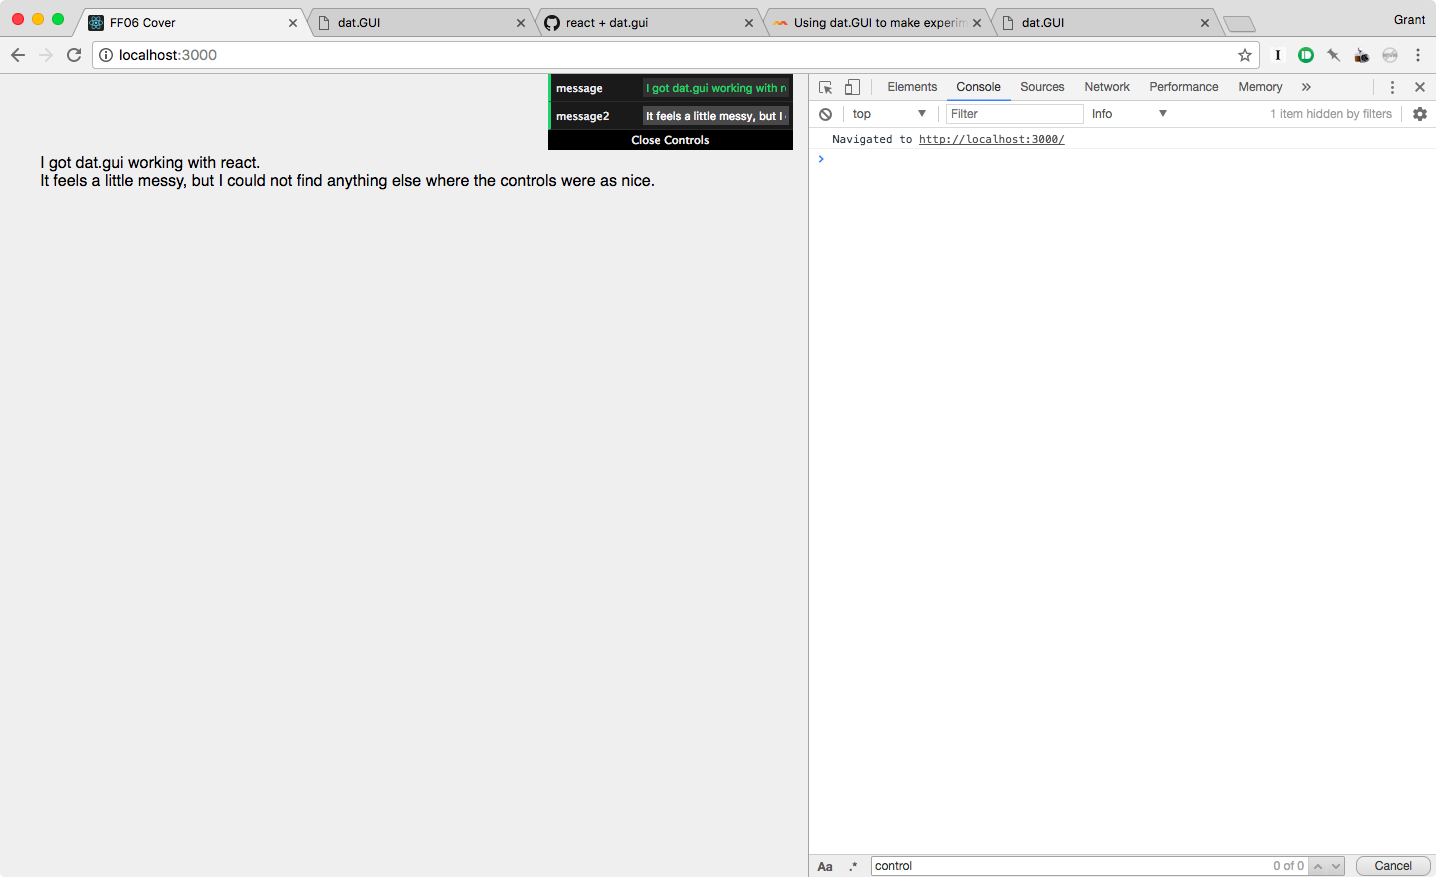 FF06 Cover
dat.GUI
react + dat.gui
Using dat.GUI to make experim
dat.GUI
Grant
localhost:3000
message
I got dat.gui working with r
message2
It feels a little messy, but I
Close Controls
I got dat.gui working with react.
It feels a little messy, but I could not find anything else where the controls were as nice.
Elements Console Sources Network Performance Memory »
top Filter Info 1 item hidden by filters
Navigated to http://localhost:3000/
>
Aa .* control 0 of 0 Cancel